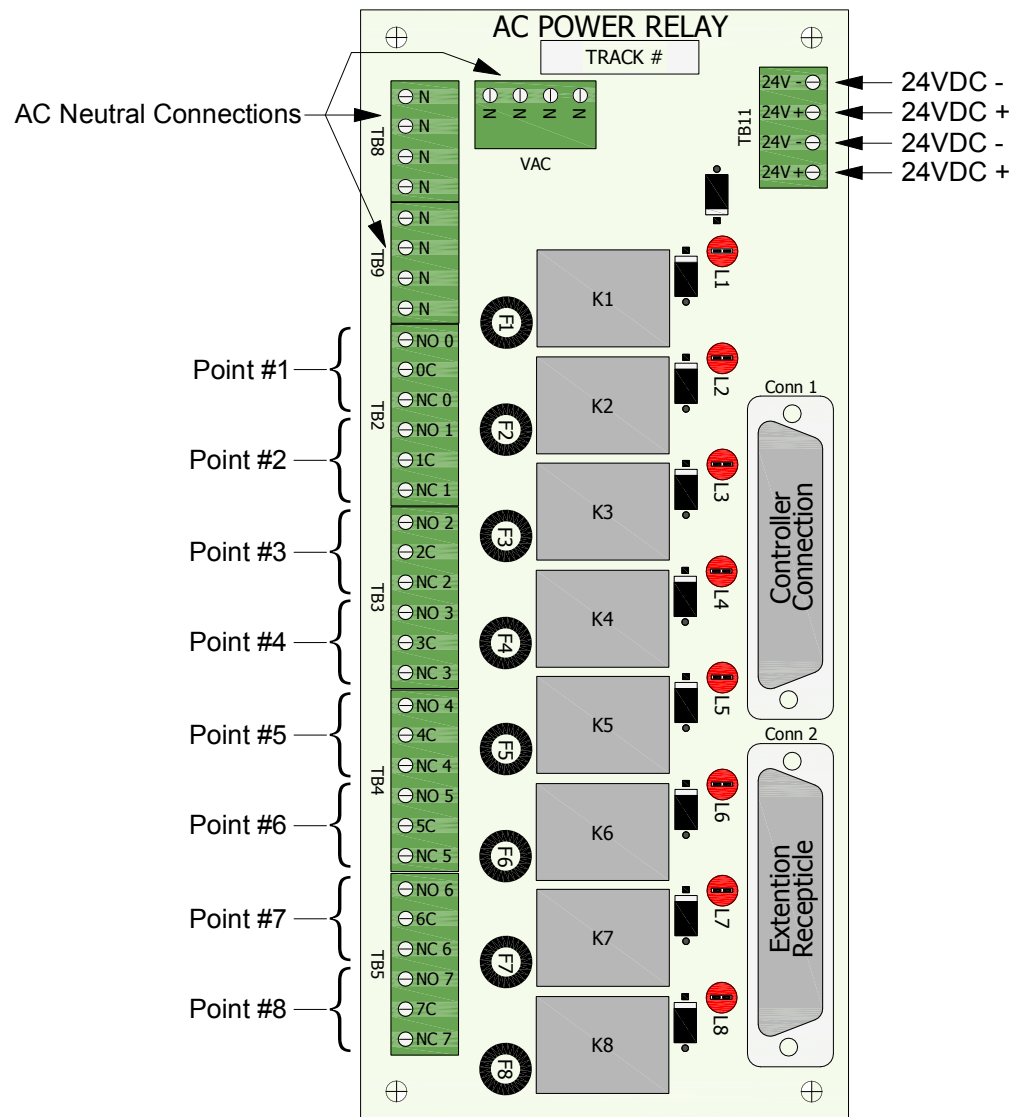 AC POWER RELAY
TRACK #
AC Neutral Connections
N
N
N
N
TB8
N N N N
VAC
TB11
24V -
24V +
24V -
24V +
24VDC -
24VDC +
24VDC -
24VDC +
N
N
N
N
TB9
Point #1
NO 0
0C
NC 0
TB2
Point #2
NO 1
1C
NC 1
Point #3
NO 2
2C
NC 2
TB3
Point #4
NO 3
3C
NC 3
Point #5
NO 4
4C
NC 4
TB4
Point #6
NO 5
5C
NC 5
Point #7
NO 6
6C
NC 6
TB5
Point #8
NO 7
7C
NC 7
F1
K1
L1
F2
K2
L2
F3
K3
L3
F4
K4
L4
F5
K5
L5
F6
K6
L6
F7
K7
L7
F8
K8
L8
Conn 1
Controller
Connection
Conn 2
Extention
Recepticle